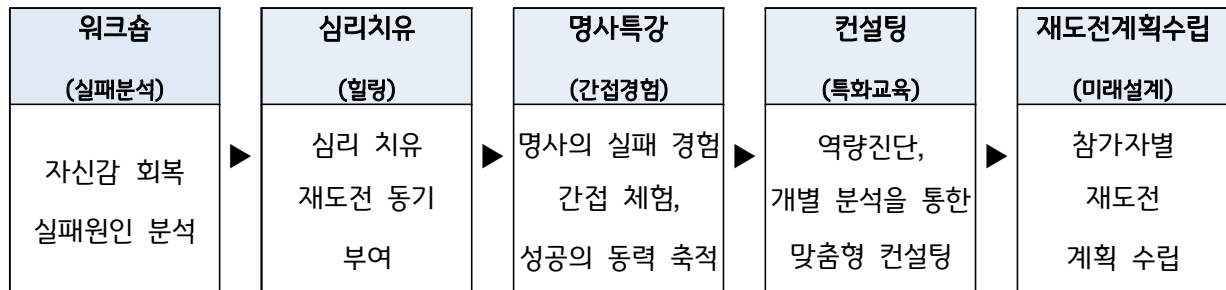 워크숍
(실패분석)
자신감 회복
실패원인 분석
▶
심리치유
(힐링)
심리 치유
재도전 동기
부여
▶
명사특강
(간접경험)
명사의 실패 경험
간접 체험,
성공의 동력 축적
▶
컨설팅
(특화교육)
역량진단,
개별 분석을 통한
맞춤형 컨설팅
▶
재도전계획수립
(미래설계)
참가자별
재도전
계획 수립